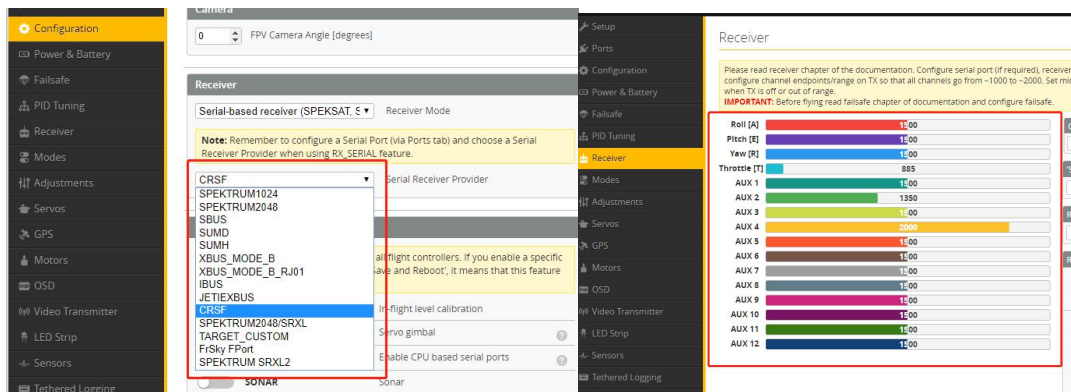 Configuration
Power & Battery
Failsafe
PID Tuning
Receiver
Modes
Adjustments
Servos
GPS
Motors
OSD
Video Transmitter
LED Strip
Sensors
Tethered Logging
Camera
0 FPV Camera Angle [degrees]
Receiver
Serial-based receiver (SPEKSAT, S Receiver Mode
Note: Remember to configure a Serial Port (via Ports tab) and choose a Serial
Receiver Provider when using RX_SERIAL feature.
CRSF Serial Receiver Provider
SPEKTRUM1024
SPEKTRUM2048
SBUS
SUMD
SUMH
XBUS_MODE_B
XBUS_MODE_B_RJ01
IBUS
JETIEXBUS
CRSF
SPEKTRUM2048/SRXL
TARGET_CUSTOM
FrSky FPort
SPEKTRUM SRXL2
all flight controllers. If you enable a specific
Save and Reboot', it means that this feature
In-flight level calibration
Servo gimbal
Enable CPU based serial ports
SONAR Sonar
Setup
Ports
Configuration
Power & Battery
Failsafe
PID Tuning
Receiver
Modes
Adjustments
Servos
GPS
Motors
OSD
Video Transmitter
LED Strip
Sensors
Tethered Logging
Receiver
Please read receiver chapter of the documentation. Configure serial port (if required), receiver
configure channel endpoints/range on TX so that all channels go from ~1000 to ~2000. Set mid
when TX is off or out of range.
IMPORTANT: Before flying read failsafe chapter of documentation and configure failsafe.
Roll [A] 1500
Pitch [E] 1500
Yaw [R] 1500
Throttle [T] 885
AUX 1 1500
AUX 2 1350
AUX 3 1500
AUX 4 2000
AUX 5 1500
AUX 6 1500
AUX 7 1500
AUX 8 1500
AUX 9 1500
AUX 10 1500
AUX 11 1500
AUX 12 1500